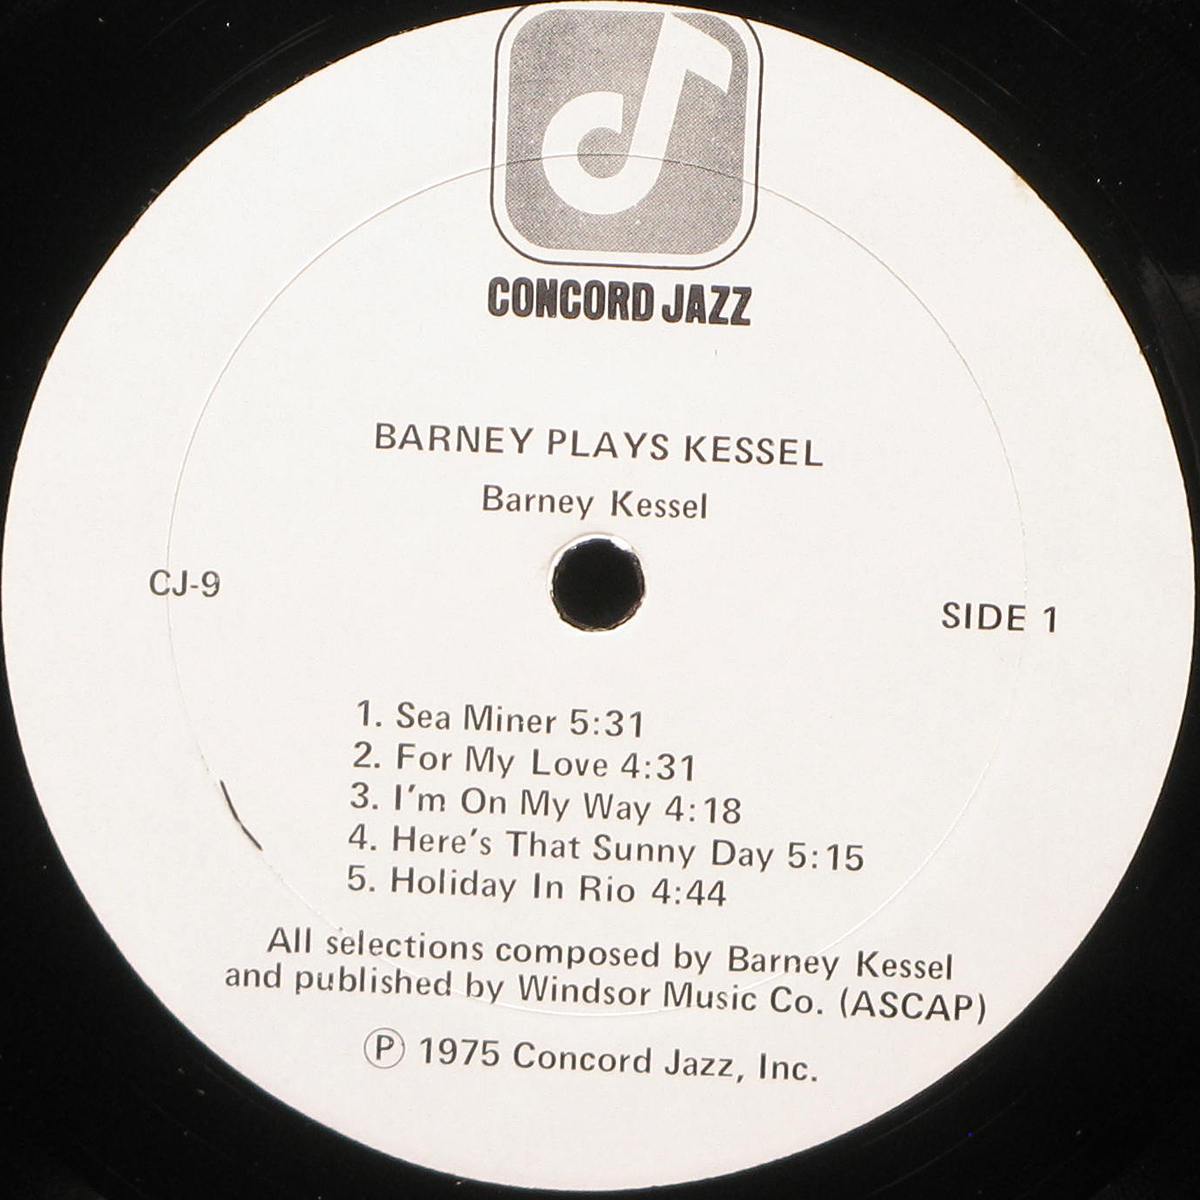 CONCORD JAZZ
BARNEY PLAYS KESSEL
Barney Kessel
CJ-9
SIDE 1
1. Sea Miner 5:31
2. For My Love 4:31
3. I'm On My Way 4:18
4. Here's That Sunny Day 5:15
5. Holiday In Rio 4:44
All selections composed by Barney Kessel
and published by Windsor Music Co. (ASCAP)
Ⓟ 1975 Concord Jazz, Inc.